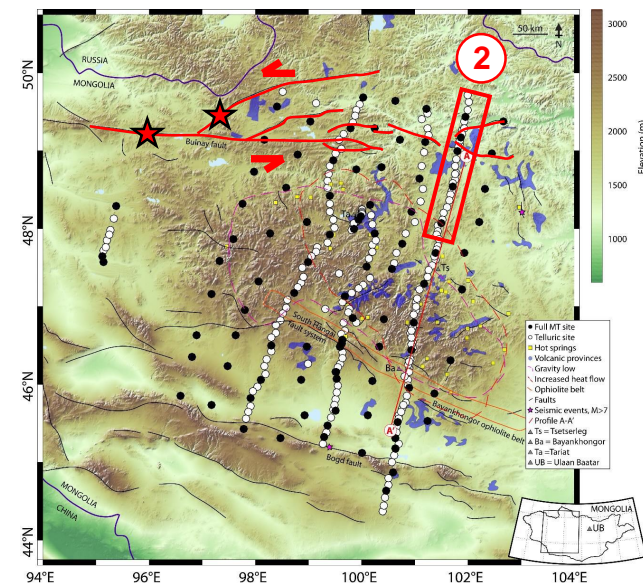 2
50 km
N
RUSSIA
MONGOLIA
Bulnay fault
A
Ta
Ts
South Hangai
fault system
Ba
Bayankhongor ophiolite belt
A'
Bogd fault
MONGOLIA
CHINA
50°N
48°N
46°N
44°N
94°E
96°E
98°E
100°E
102°E
104°E
3000
2500
2000
1500
1000
Elevation (m)
Full MT site
Telluric site
Hot springs
Volcanic provinces
Gravity low
Increased heat flow
Ophiolite belt
Faults
Seismic events, M>7
Profile A-A'
Ts = Tsetserleg
Ba = Bayankhongor
Ta =Tariat
UB = Ulaan Baatar
MONGOLIA
UB